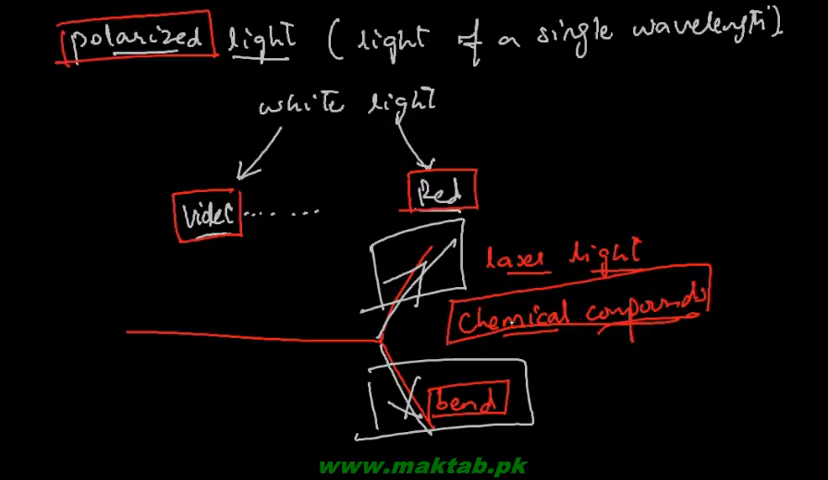 polarized light (light of a single wavelength)
white light
Violet ..... ...
Red
laser light
chemical compounds
bend
www.maktab.pk